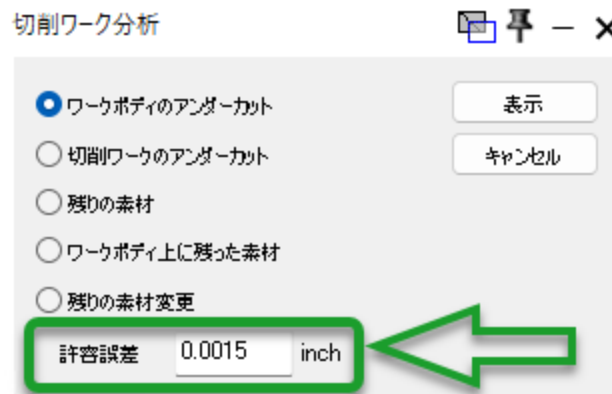 切削ワーク分析
ワークボディのアンダーカット
表示
切削ワークのアンダーカット
キャンセル
残りの素材
ワークボディ上に残った素材
残りの素材変更
許容誤差 0.0015 inch